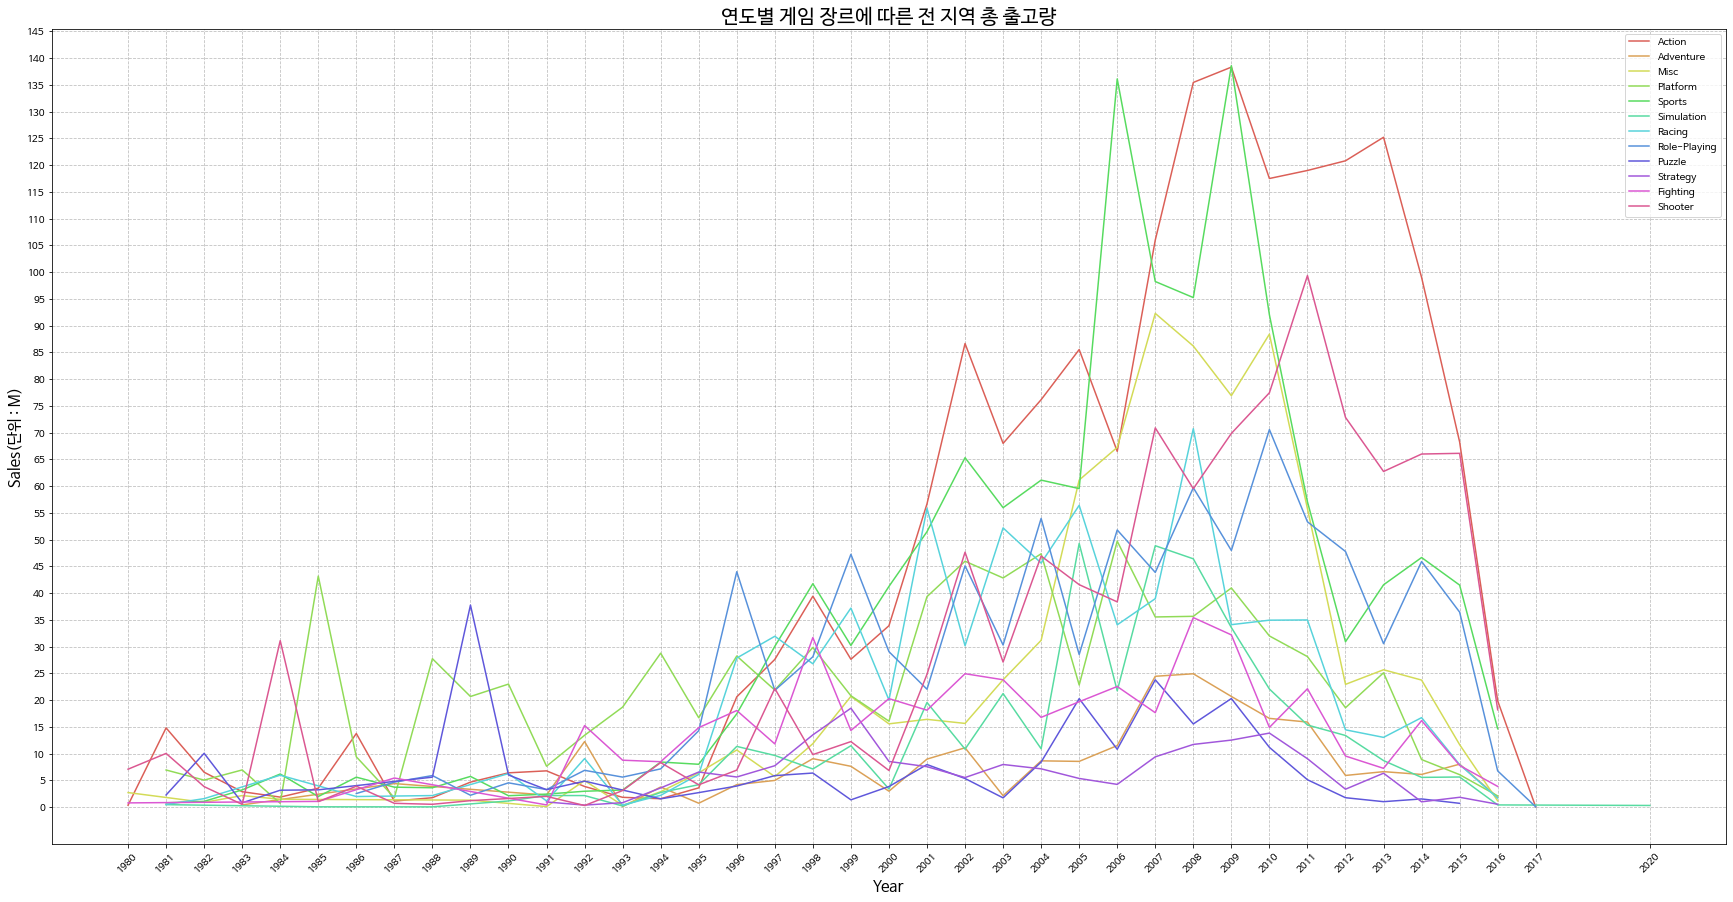 연도별 게임 장르에 따른 전 지역 총 출고량
Sales(단위 : M)
145
140
135
130
125
120
115
110
105
100
95
90
85
80
75
70
65
60
55
50
45
40
35
30
25
20
15
10
5
0
Action
Adventure
Misc
Platform
Sports
Simulation
Racing
Role-Playing
Puzzle
Strategy
Fighting
Shooter
1980 1981 1982 1983 1984 1985 1986 1987 1988 1989 1990 1991 1992 1993 1994 1995 1996 1997 1998 1999 2000 2001 2002 2003 2004 2005 2006 2007 2008 2009 2010 2011 2012 2013 2014 2015 2016 2017 2020
Year